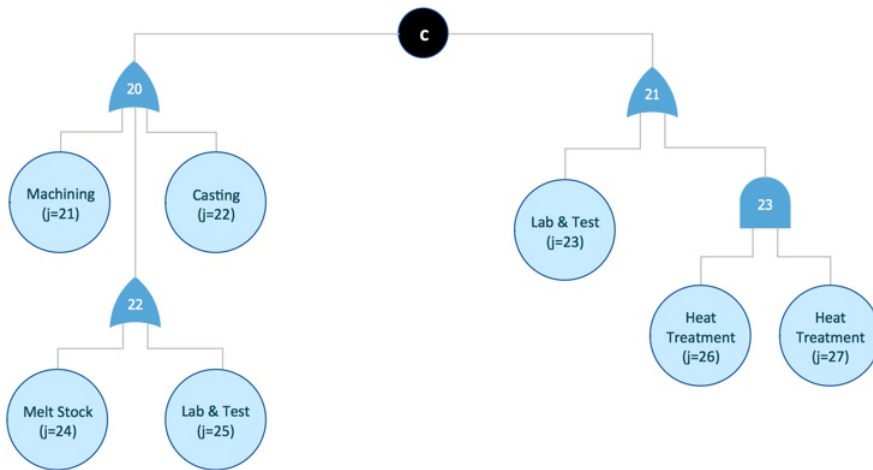 c
20
21
Machining
(j=21)
Casting
(j=22)
Lab & Test
(j=23)
23
22
Heat
Treatment
(j=26)
Heat
Treatment
(j=27)
Melt Stock
(j=24)
Lab & Test
(j=25)